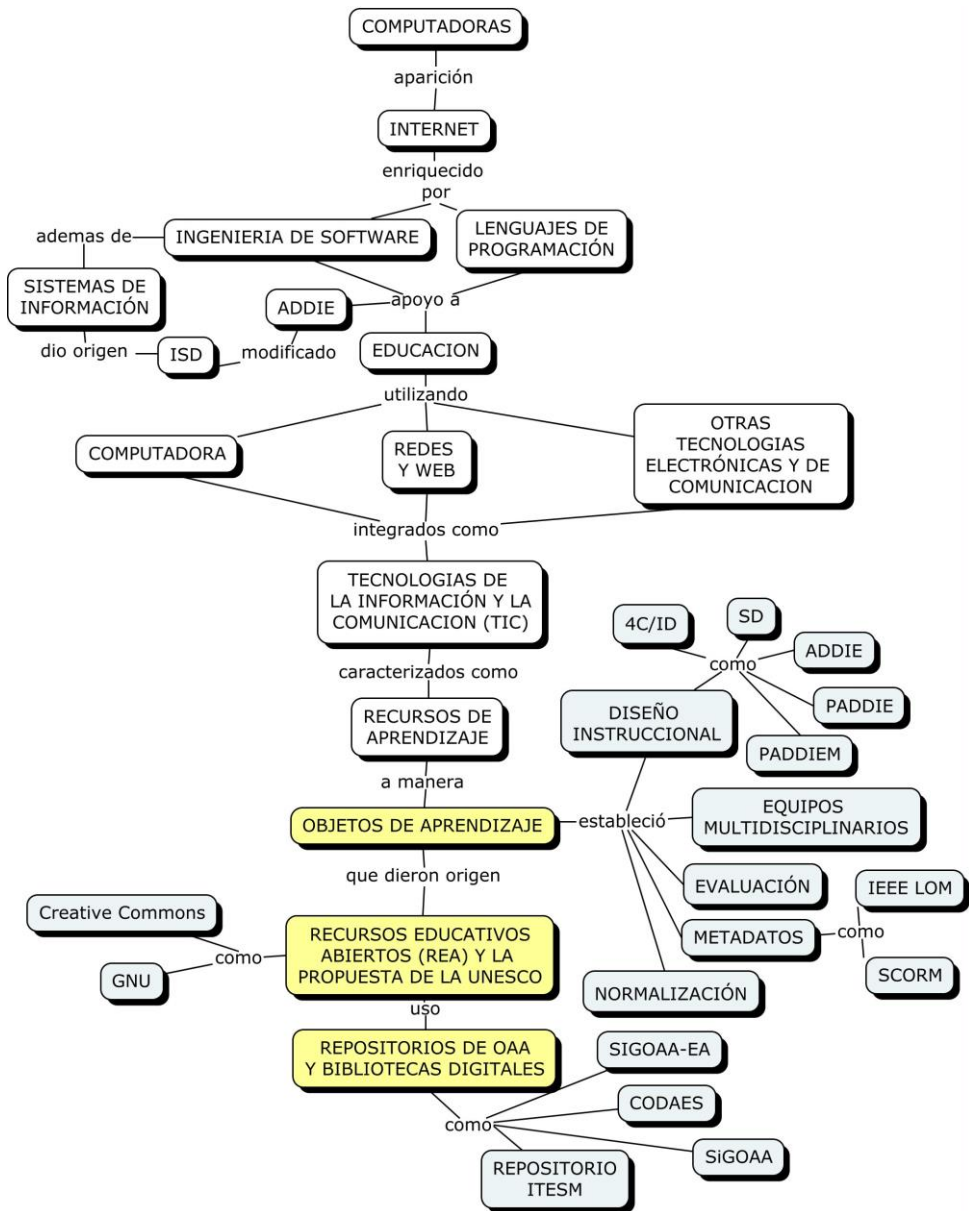 COMPUTADORAS
aparición
INTERNET
enriquecido
por
ademas de
INGENIERIA DE SOFTWARE
LENGUAJES DE
PROGRAMACIÓN
SISTEMAS DE
INFORMACIÓN
ADDIE
apoyo a
dio origen
ISD
modificado
EDUCACION
utilizando
COMPUTADORA
REDES
Y WEB
OTRAS
TECNOLOGIAS
ELECTRÓNICAS Y DE
COMUNICACION
integrados como
TECNOLOGIAS DE
LA INFORMACIÓN Y LA
COMUNICACION (TIC)
4C/ID
SD
ADDIE
como
PADDIE
PADDIEM
caracterizados como
DISEÑO
INSTRUCCIONAL
RECURSOS DE
APRENDIZAJE
a manera
OBJETOS DE APRENDIZAJE
estableció
EQUIPOS
MULTIDISCIPLINARIOS
EVALUACIÓN
IEEE LOM
METADATOS
como
SCORM
NORMALIZACIÓN
que dieron origen
Creative Commons
como
GNU
RECURSOS EDUCATIVOS
ABIERTOS (REA) Y LA
PROPUESTA DE LA UNESCO
uso
REPOSITORIOS DE OAA
Y BIBLIOTECAS DIGITALES
SIGOAA-EA
CODAES
como
SiGOAA
REPOSITORIO
ITESM